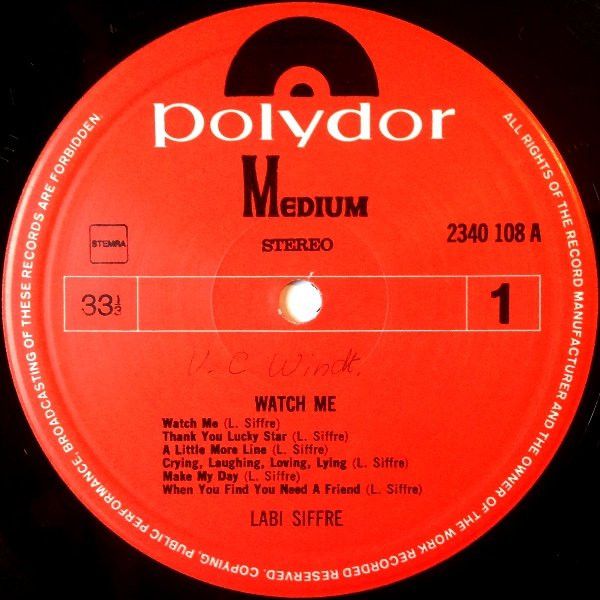 polydor
MEDIUM
STEREO
STEMRA
2340 108 A
33 1/3
1
V. C Windt.
WATCH ME
Watch Me (L. Siffre)
Thank You Lucky Star (L. Siffre)
A Little More Line (L. Siffre)
Crying, Laughing, Loving, Lying (L. Siffre)
Make My Day (L. Siffre)
When You Find You Need A Friend (L. Siffre)
LABI SIFFRE
ALL RIGHTS OF THE RECORD MANUFACTURER AND THE OWNER OF THE WORK RECORDED RESERVED. COPYING, PUBLIC PERFORMANCE, BROADCASTING OF THESE RECORDS ARE FORBIDDEN.